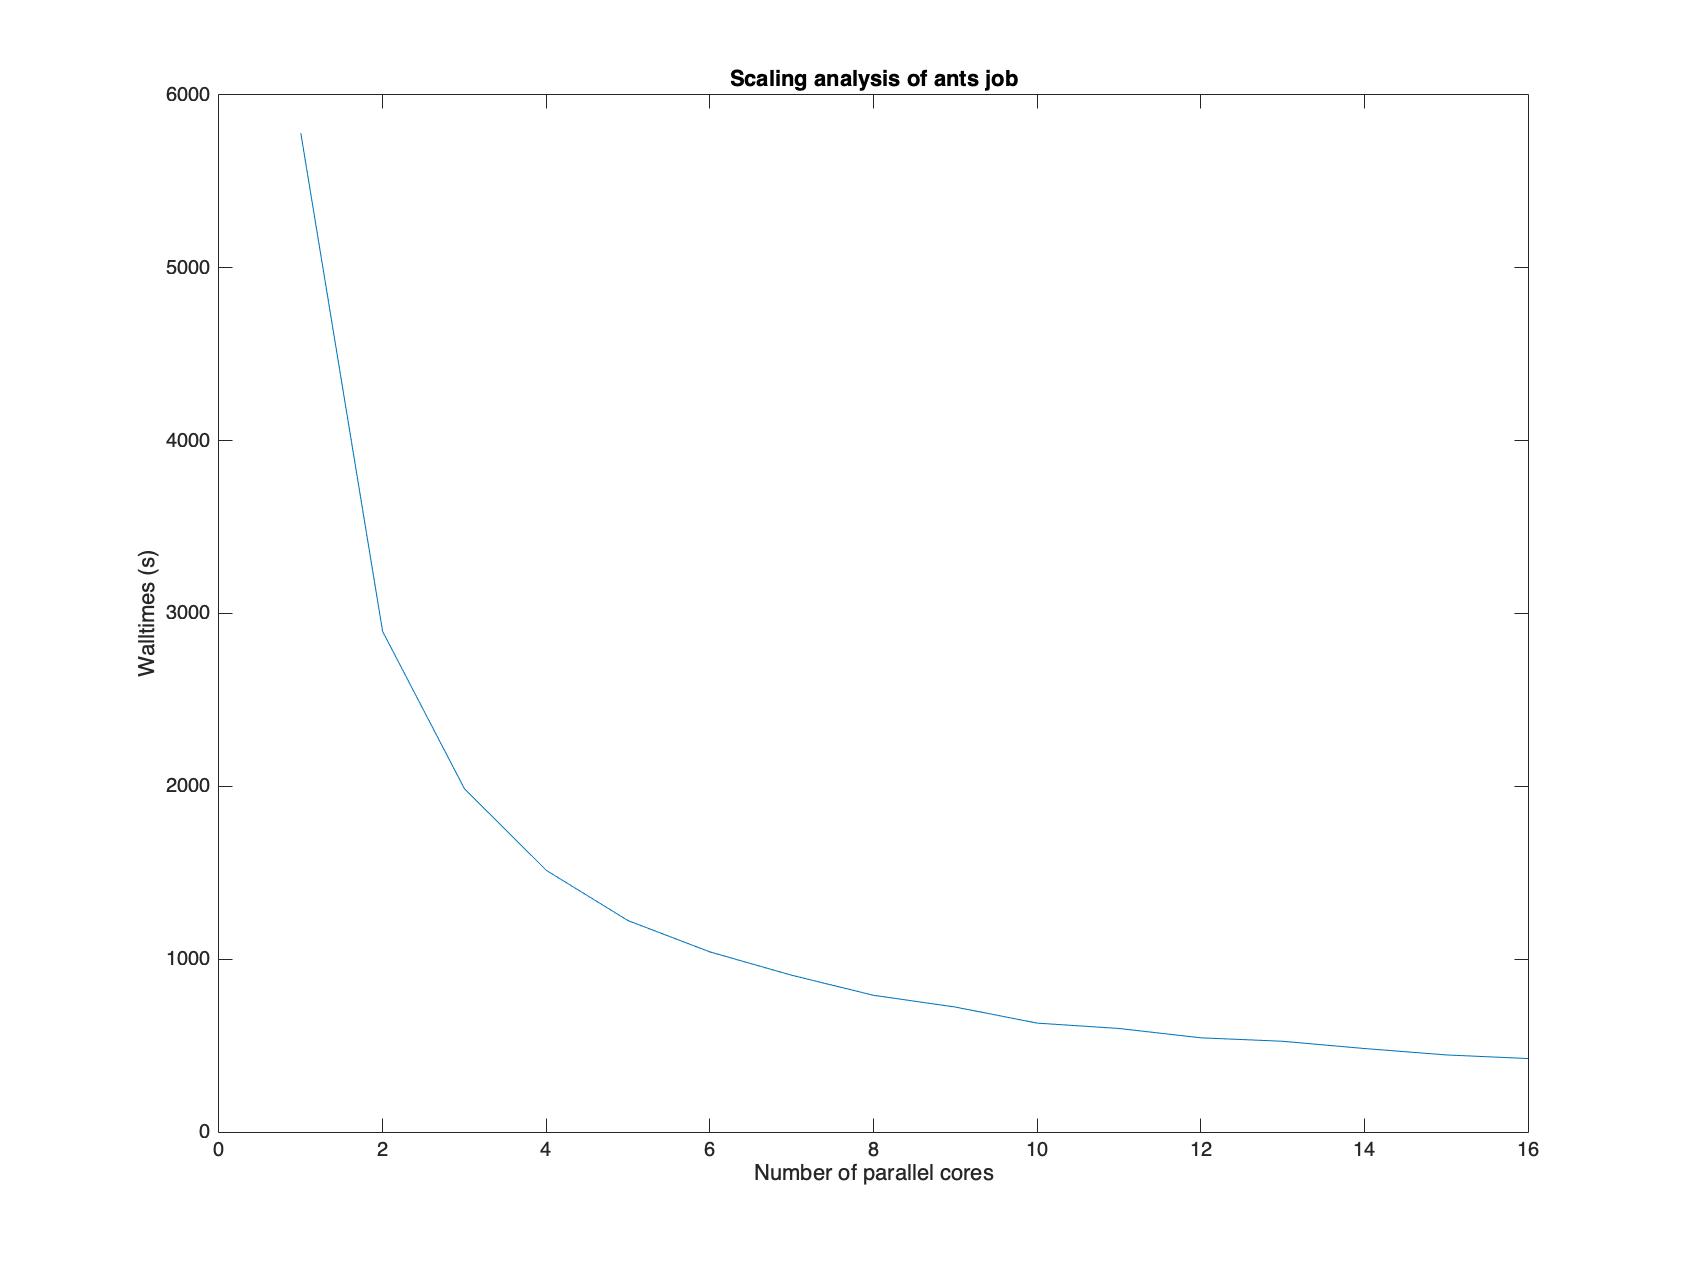 Scaling analysis of ants job
6000
5000
4000
3000
2000
1000
0
Walltimes (s)
0 2 4 6 8 10 12 14 16
Number of parallel cores